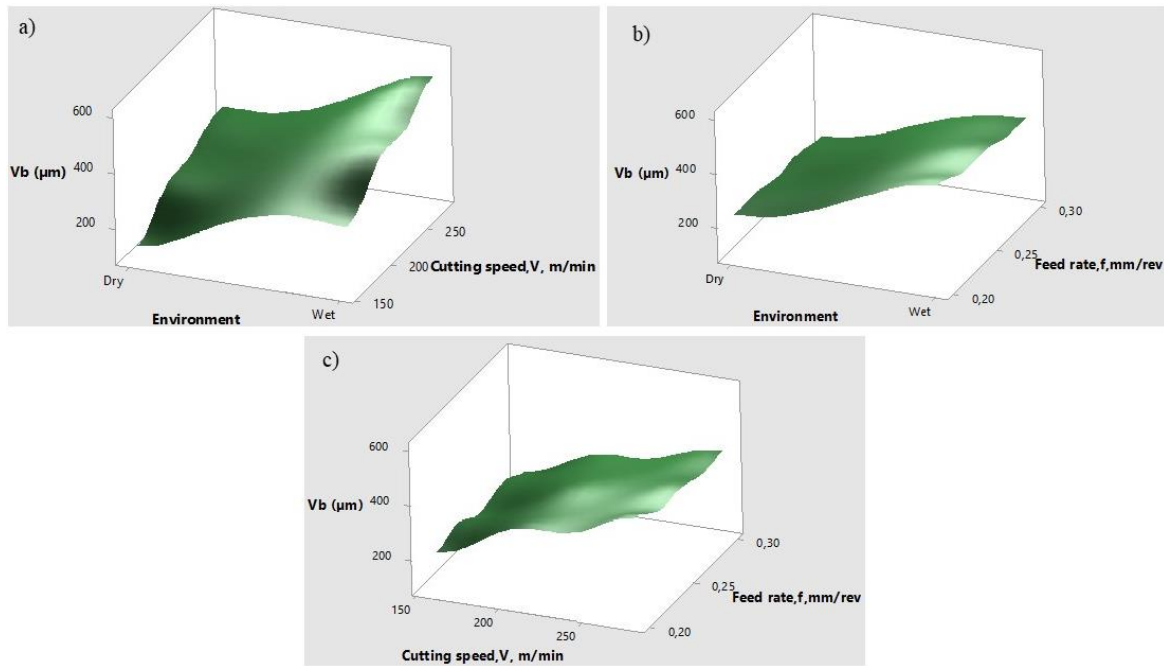 a)
600
Vb (µm)
400
200
Dry
Environment
Wet
150
200
250
Cutting speed,V, m/min
b)
600
Vb (µm)
400
200
Dry
Environment
Wet
0,20
0,25
0,30
Feed rate,f,mm/rev
c)
600
Vb (µm)
400
200
150
200
250
Cutting speed,V, m/min
0,20
0,25
0,30
Feed rate,f,mm/rev